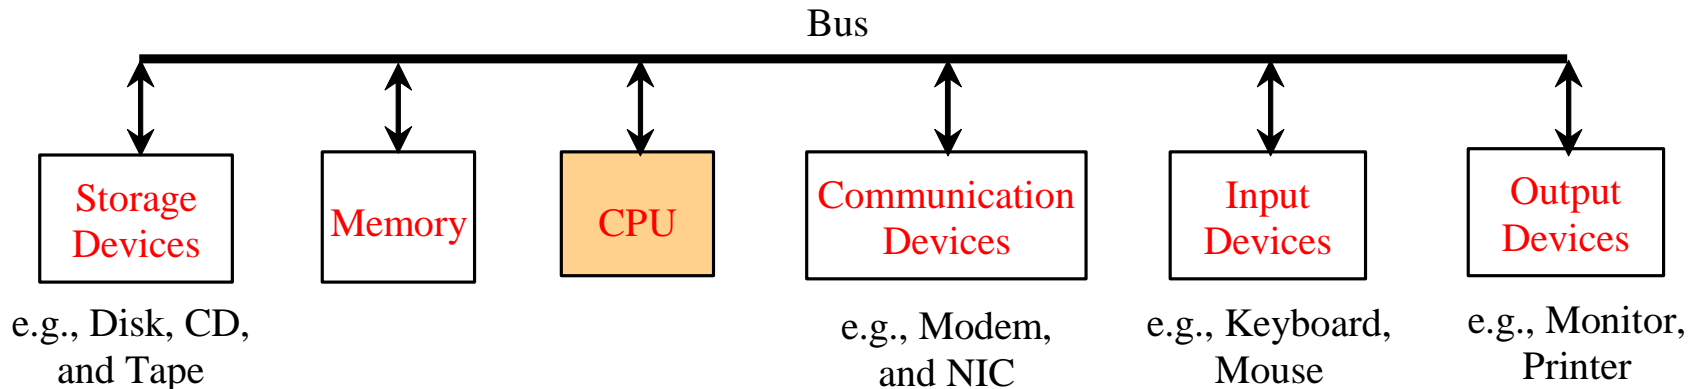 Bus
Storage
Devices
Memory
CPU
Communication
Devices
Input
Devices
Output
Devices
e.g., Disk, CD,
and Tape
e.g., Modem,
and NIC
e.g., Keyboard,
Mouse
e.g., Monitor,
Printer